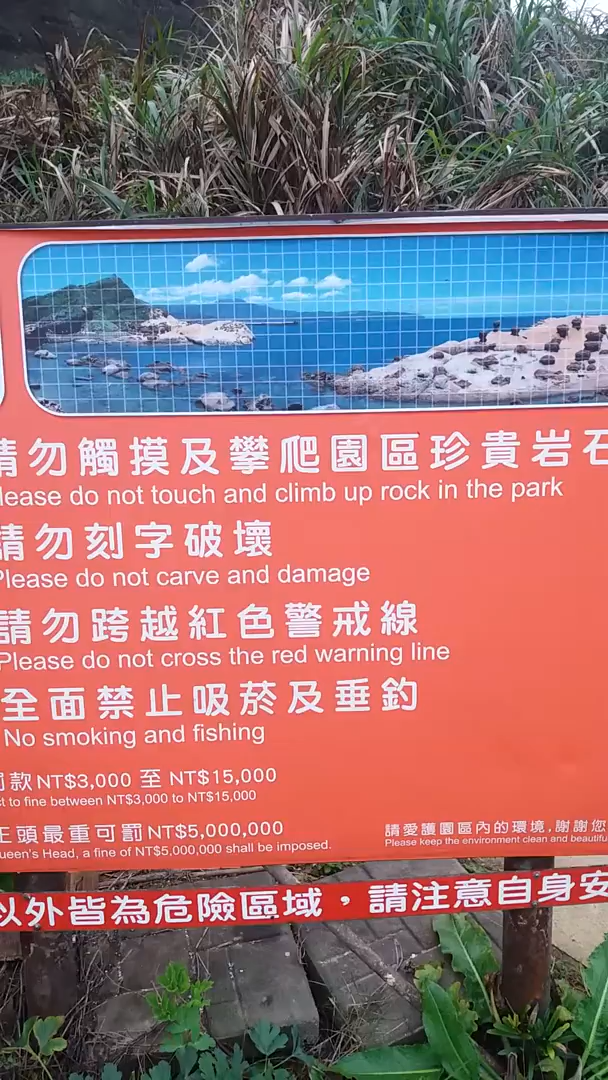 請勿觸摸及攀爬園區珍貴岩石
lease do not touch and climb up rock in the park
請勿刻字破壞
Please do not carve and damage
請勿跨越紅色警戒線
Please do not cross the red warning line
全面禁止吸菸及垂釣
No smoking and fishing
罰款NT$3,000 至 NT$15,000
ct to fine between NT$3,000 to NT$15,000
王頭最重可罰NT$5,000,000
ueen's Head, a fine of NT$5,000,000 shall be imposed.
請愛護園區內的環境,謝謝您
Please keep the environment clean and beautifu
以外皆為危險區域，請注意自身安